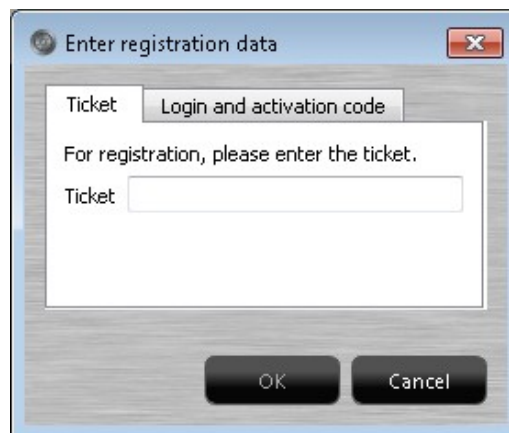 Enter registration data
Ticket Login and activation code
For registration, please enter the ticket.
Ticket
OK Cancel